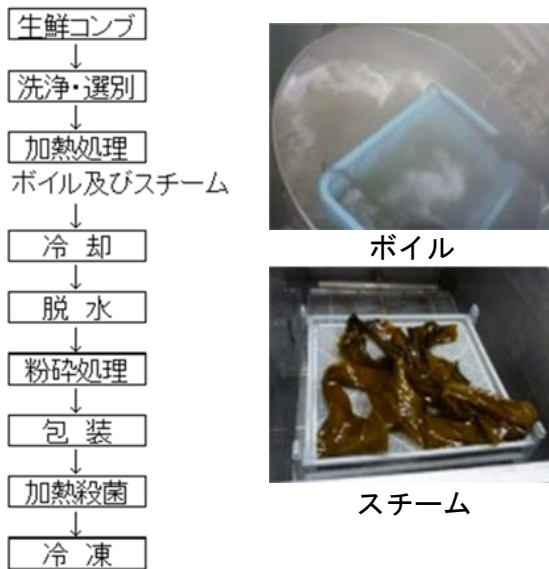 生鮮コンブ
↓
洗浄・選別
↓
加熱処理
ボイル及びスチーム
↓
冷却
↓
脱水
↓
粉砕処理
↓
包装
↓
加熱殺菌
↓
冷凍
ボイル
スチーム